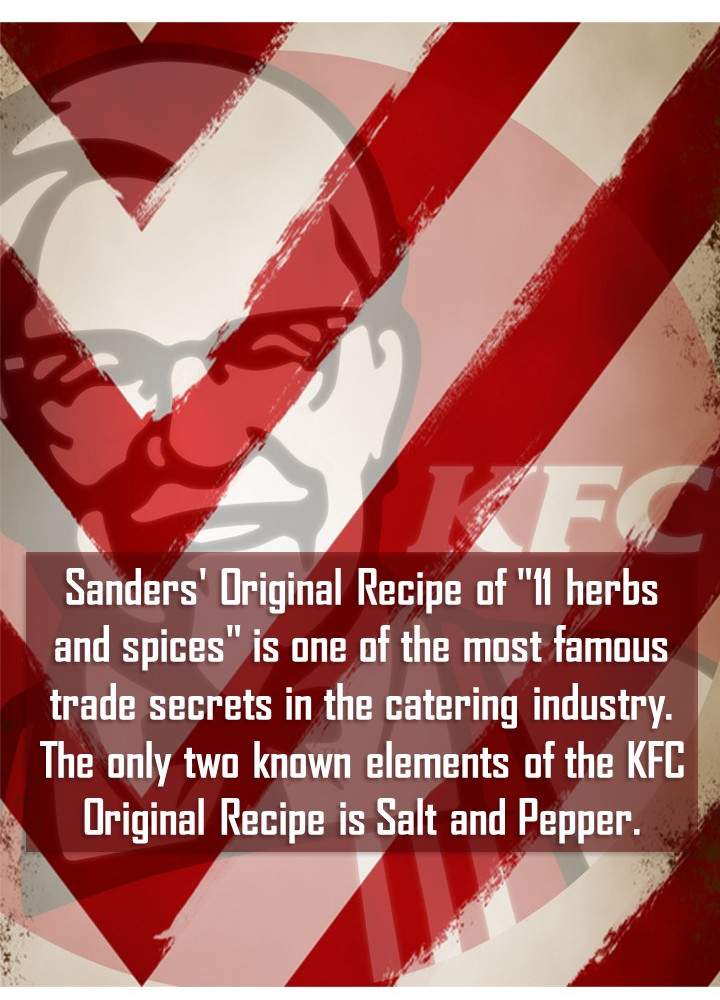 KFC
Sanders' Original Recipe of "11 herbs
and spices" is one of the most famous
trade secrets in the catering industry.
The only two known elements of the KFC
Original Recipe is Salt and Pepper.